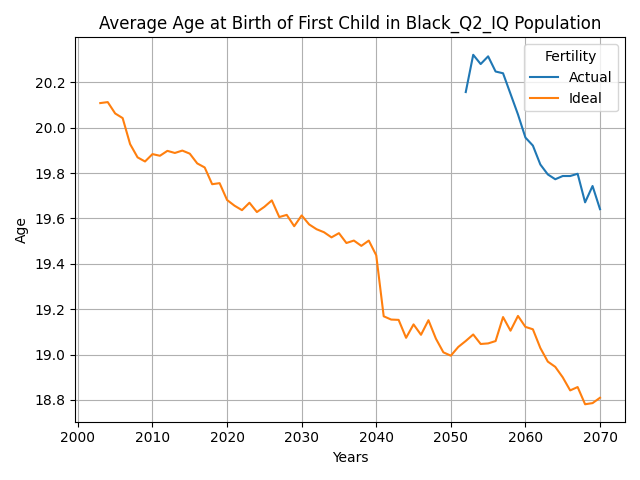 Average Age at Birth of First Child in Black_Q2_IQ Population
Fertility
Actual
Ideal
20.2
20.0
19.8
19.6
19.4
19.2
19.0
18.8
Age
2000 2010 2020 2030 2040 2050 2060 2070
Years